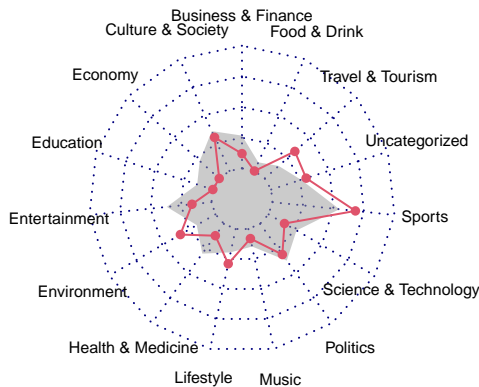 Business & Finance
Culture & Society
Food & Drink
Economy
Travel & Tourism
Education
Uncategorized
Entertainment
Sports
Environment
Science & Technology
Health & Medicine
Politics
Lifestyle
Music